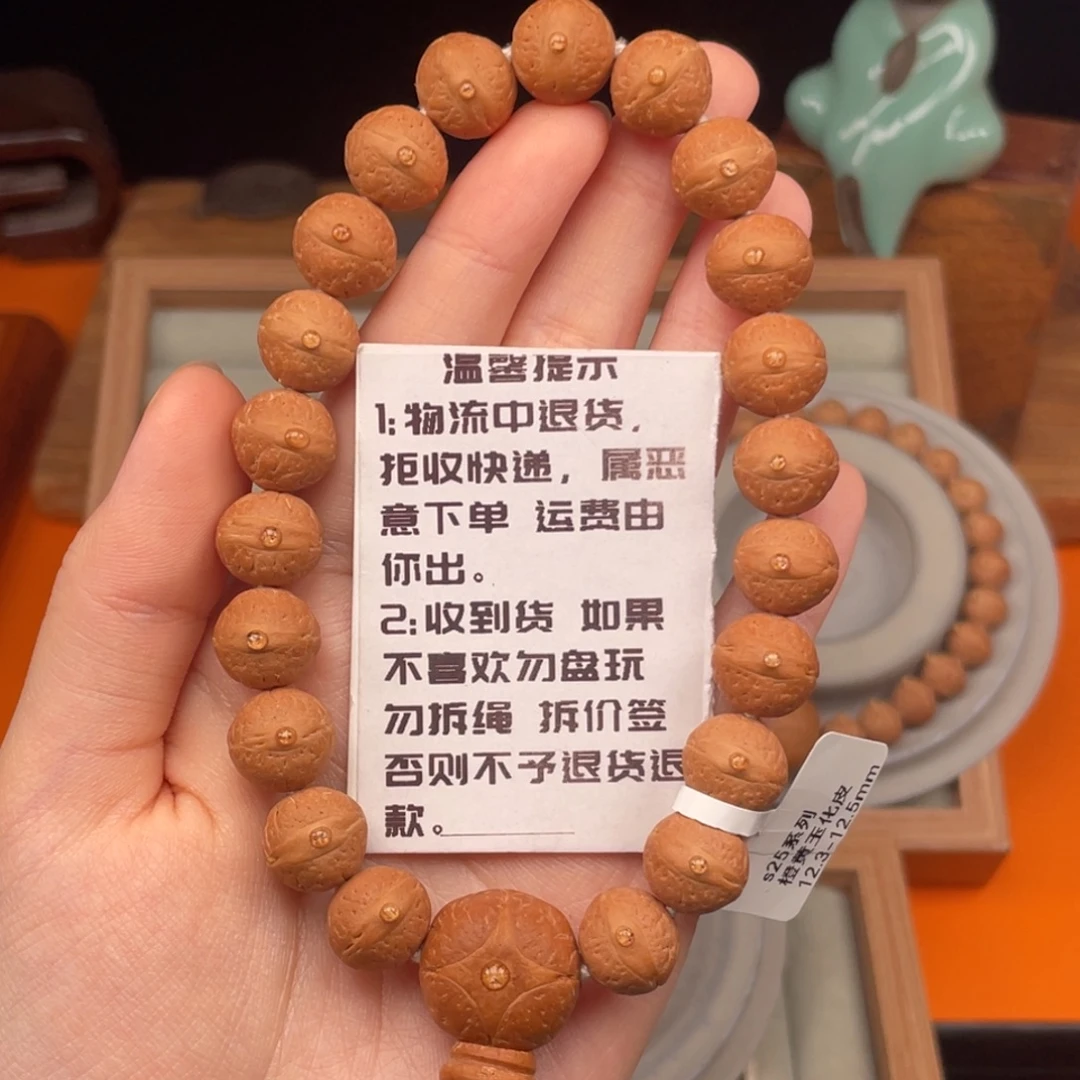 温馨提示
1:物流中退货,
拒收快递，属恶
意下单 运费由
你出。
2:收到货 如果
不喜欢勿盘玩
勿拆绳 拆价签
否则不予退货退
款。
S25系列
橙黄玉化皮
12.3-12.5mm